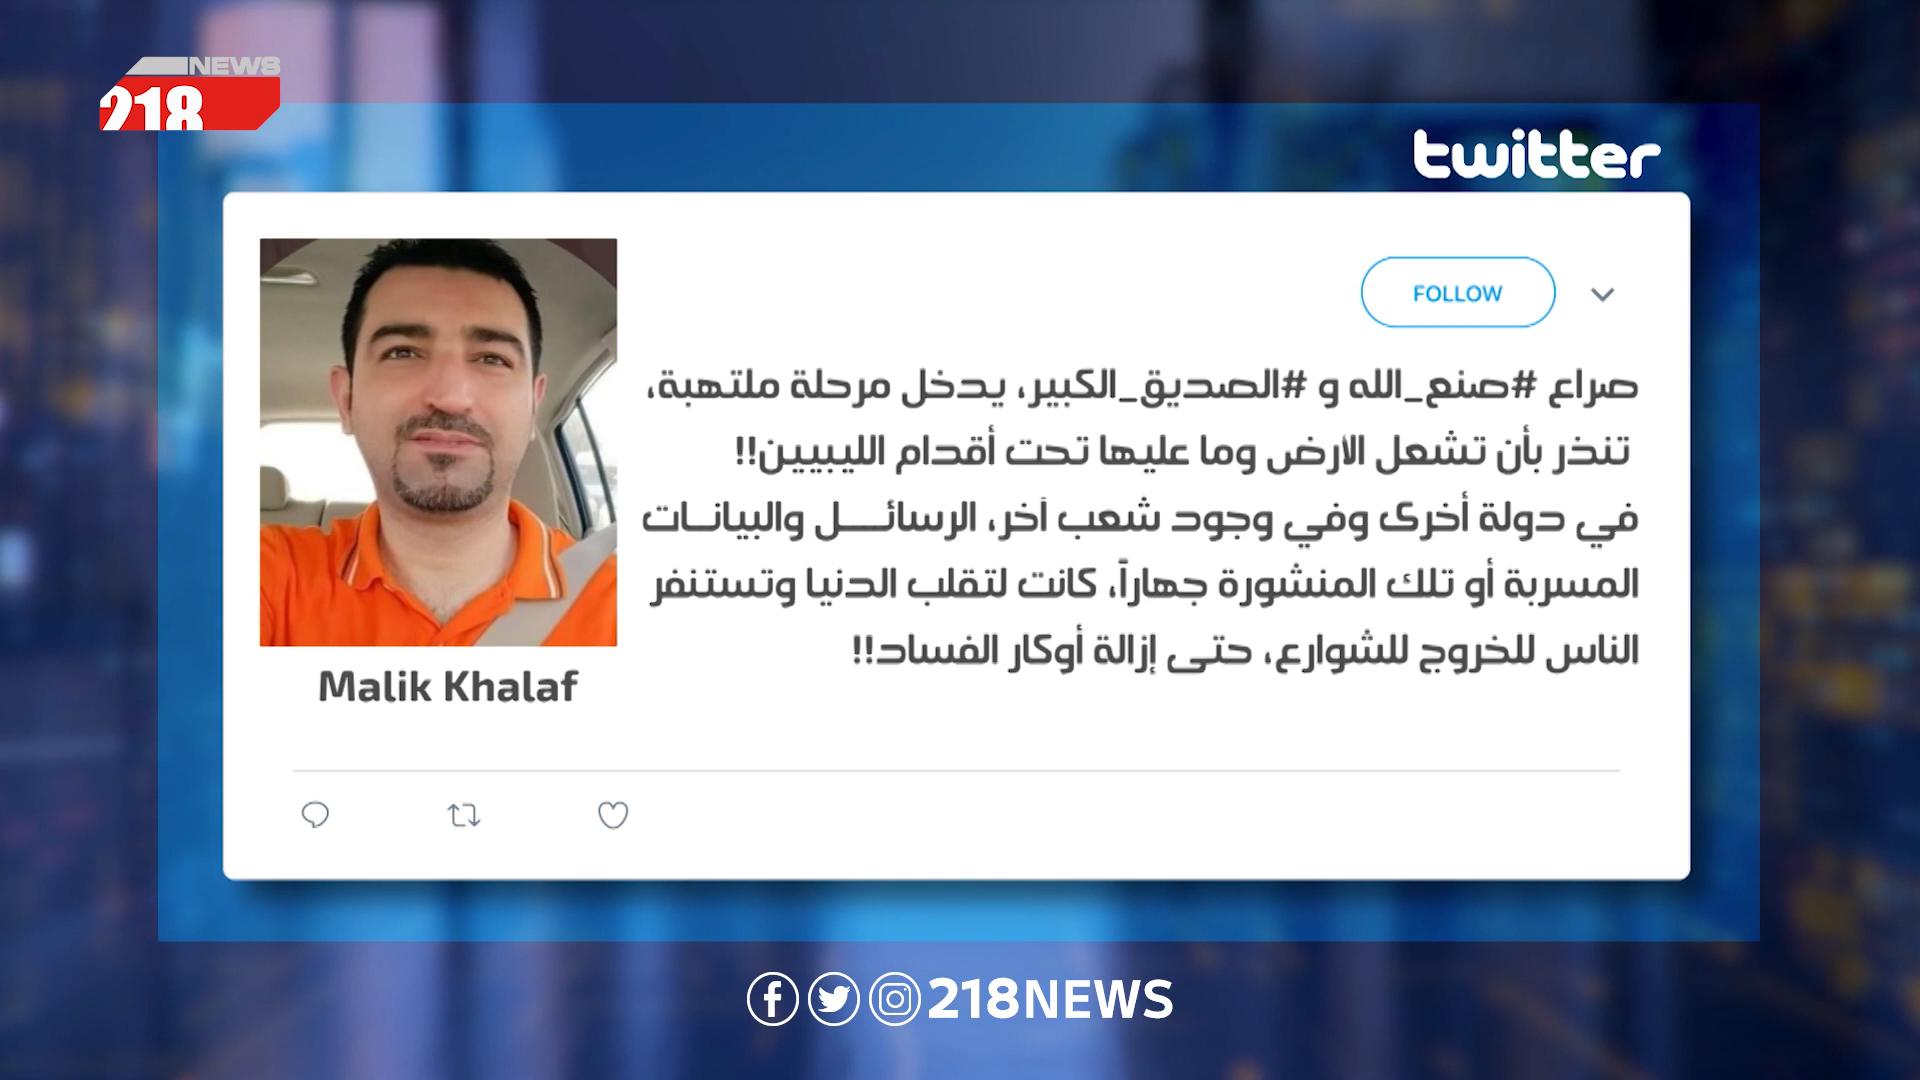 NEWS
218
twitter
FOLLOW
صراع #صنع_الله و #الصديق_الكبير، يدخل مرحلة ملتهبة،
تنذر بأن تشعل الأرض وما عليها تحت أقدام الليبيين!!
في دولة أخرى وفي وجود شعب آخر، الرسائـــل والبيانـات
المسربة أو تلك المنشورة جهاراً، كانت لتقلب الدنيا وتستنفر
الناس للخروج للشوارع، حتى إزالة أوكار الفساد!!
Malik Khalaf
218NEWS